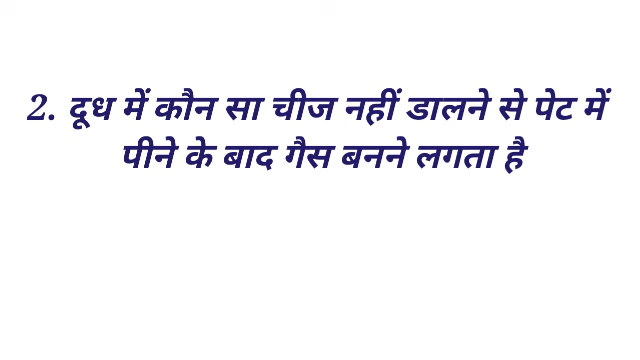 2. दूध में कौन सा चीज नहीं डालने से पेट में
पीने के बाद गैस बनने लगता है